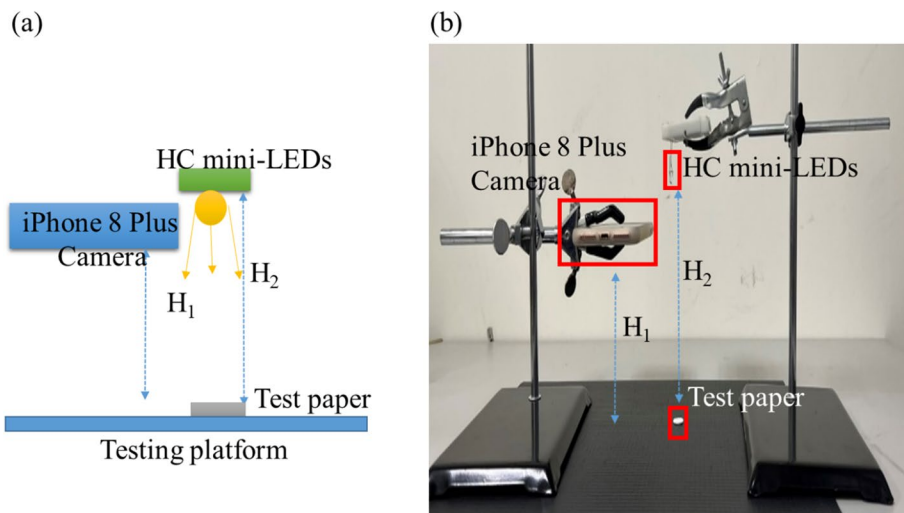 (a)
HC mini-LEDs
iPhone 8 Plus
Camera
H₁
H₂
Test paper
Testing platform
(b)
iPhone 8 Plus
Camera
HC mini-LEDs
H₂
H₁
Test paper